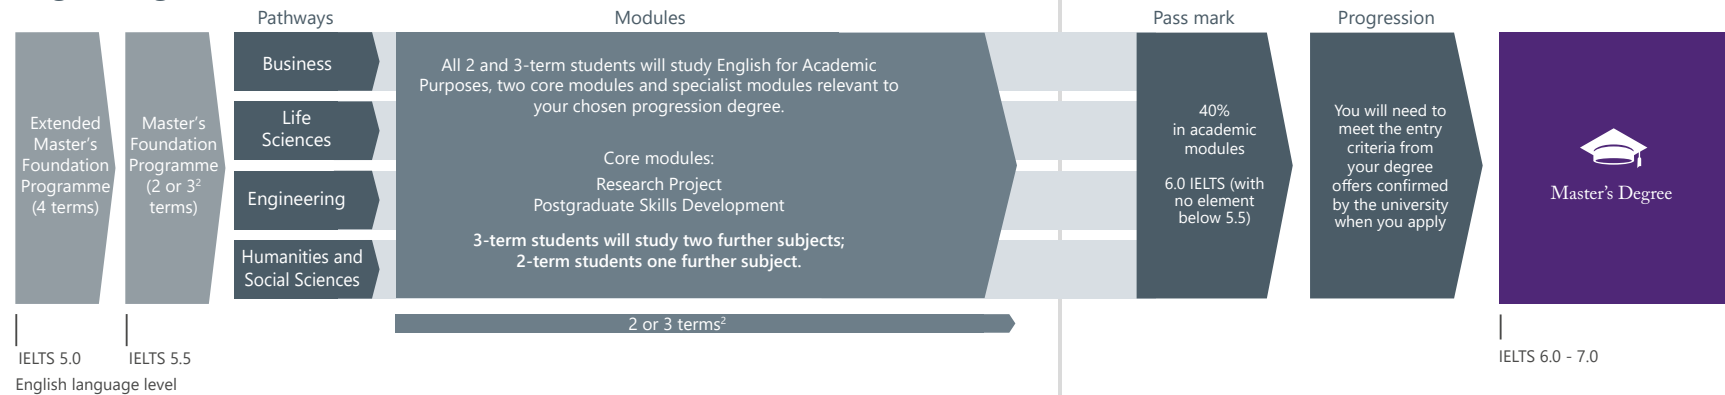 Pathways
Modules
Pass mark
Progression
Extended
Master's
Foundation
Programme
(4 terms)
Master's
Foundation
Programme
(2 or 3²
terms)
Business
Life
Sciences
Engineering
Humanities and
Social Sciences
All 2 and 3-term students will study English for Academic
Purposes, two core modules and specialist modules relevant to
your chosen progression degree.
Core modules:
Research Project
Postgraduate Skills Development
3-term students will study two further subjects;
2-term students one further subject.
2 or 3 terms²
40%
in academic
modules
6.0 IELTS (with
no element
below 5.5)
You will need to
meet the entry
criteria from
your degree
offers confirmed
by the university
when you apply
Master's Degree
IELTS 5.0
IELTS 5.5
IELTS 6.0 - 7.0
English language level